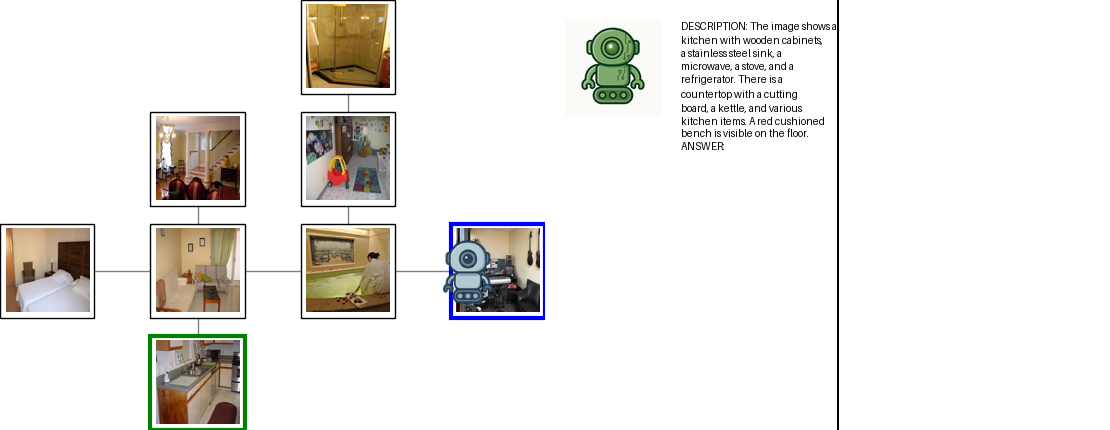 DESCRIPTION: The image shows a
kitchen with wooden cabinets,
a stainless steel sink, a
microwave, a stove, and a
refrigerator. There is a
countertop with a cutting
board, a kettle, and various
kitchen items. A red cushioned
bench is visible on the floor.
ANSWER: